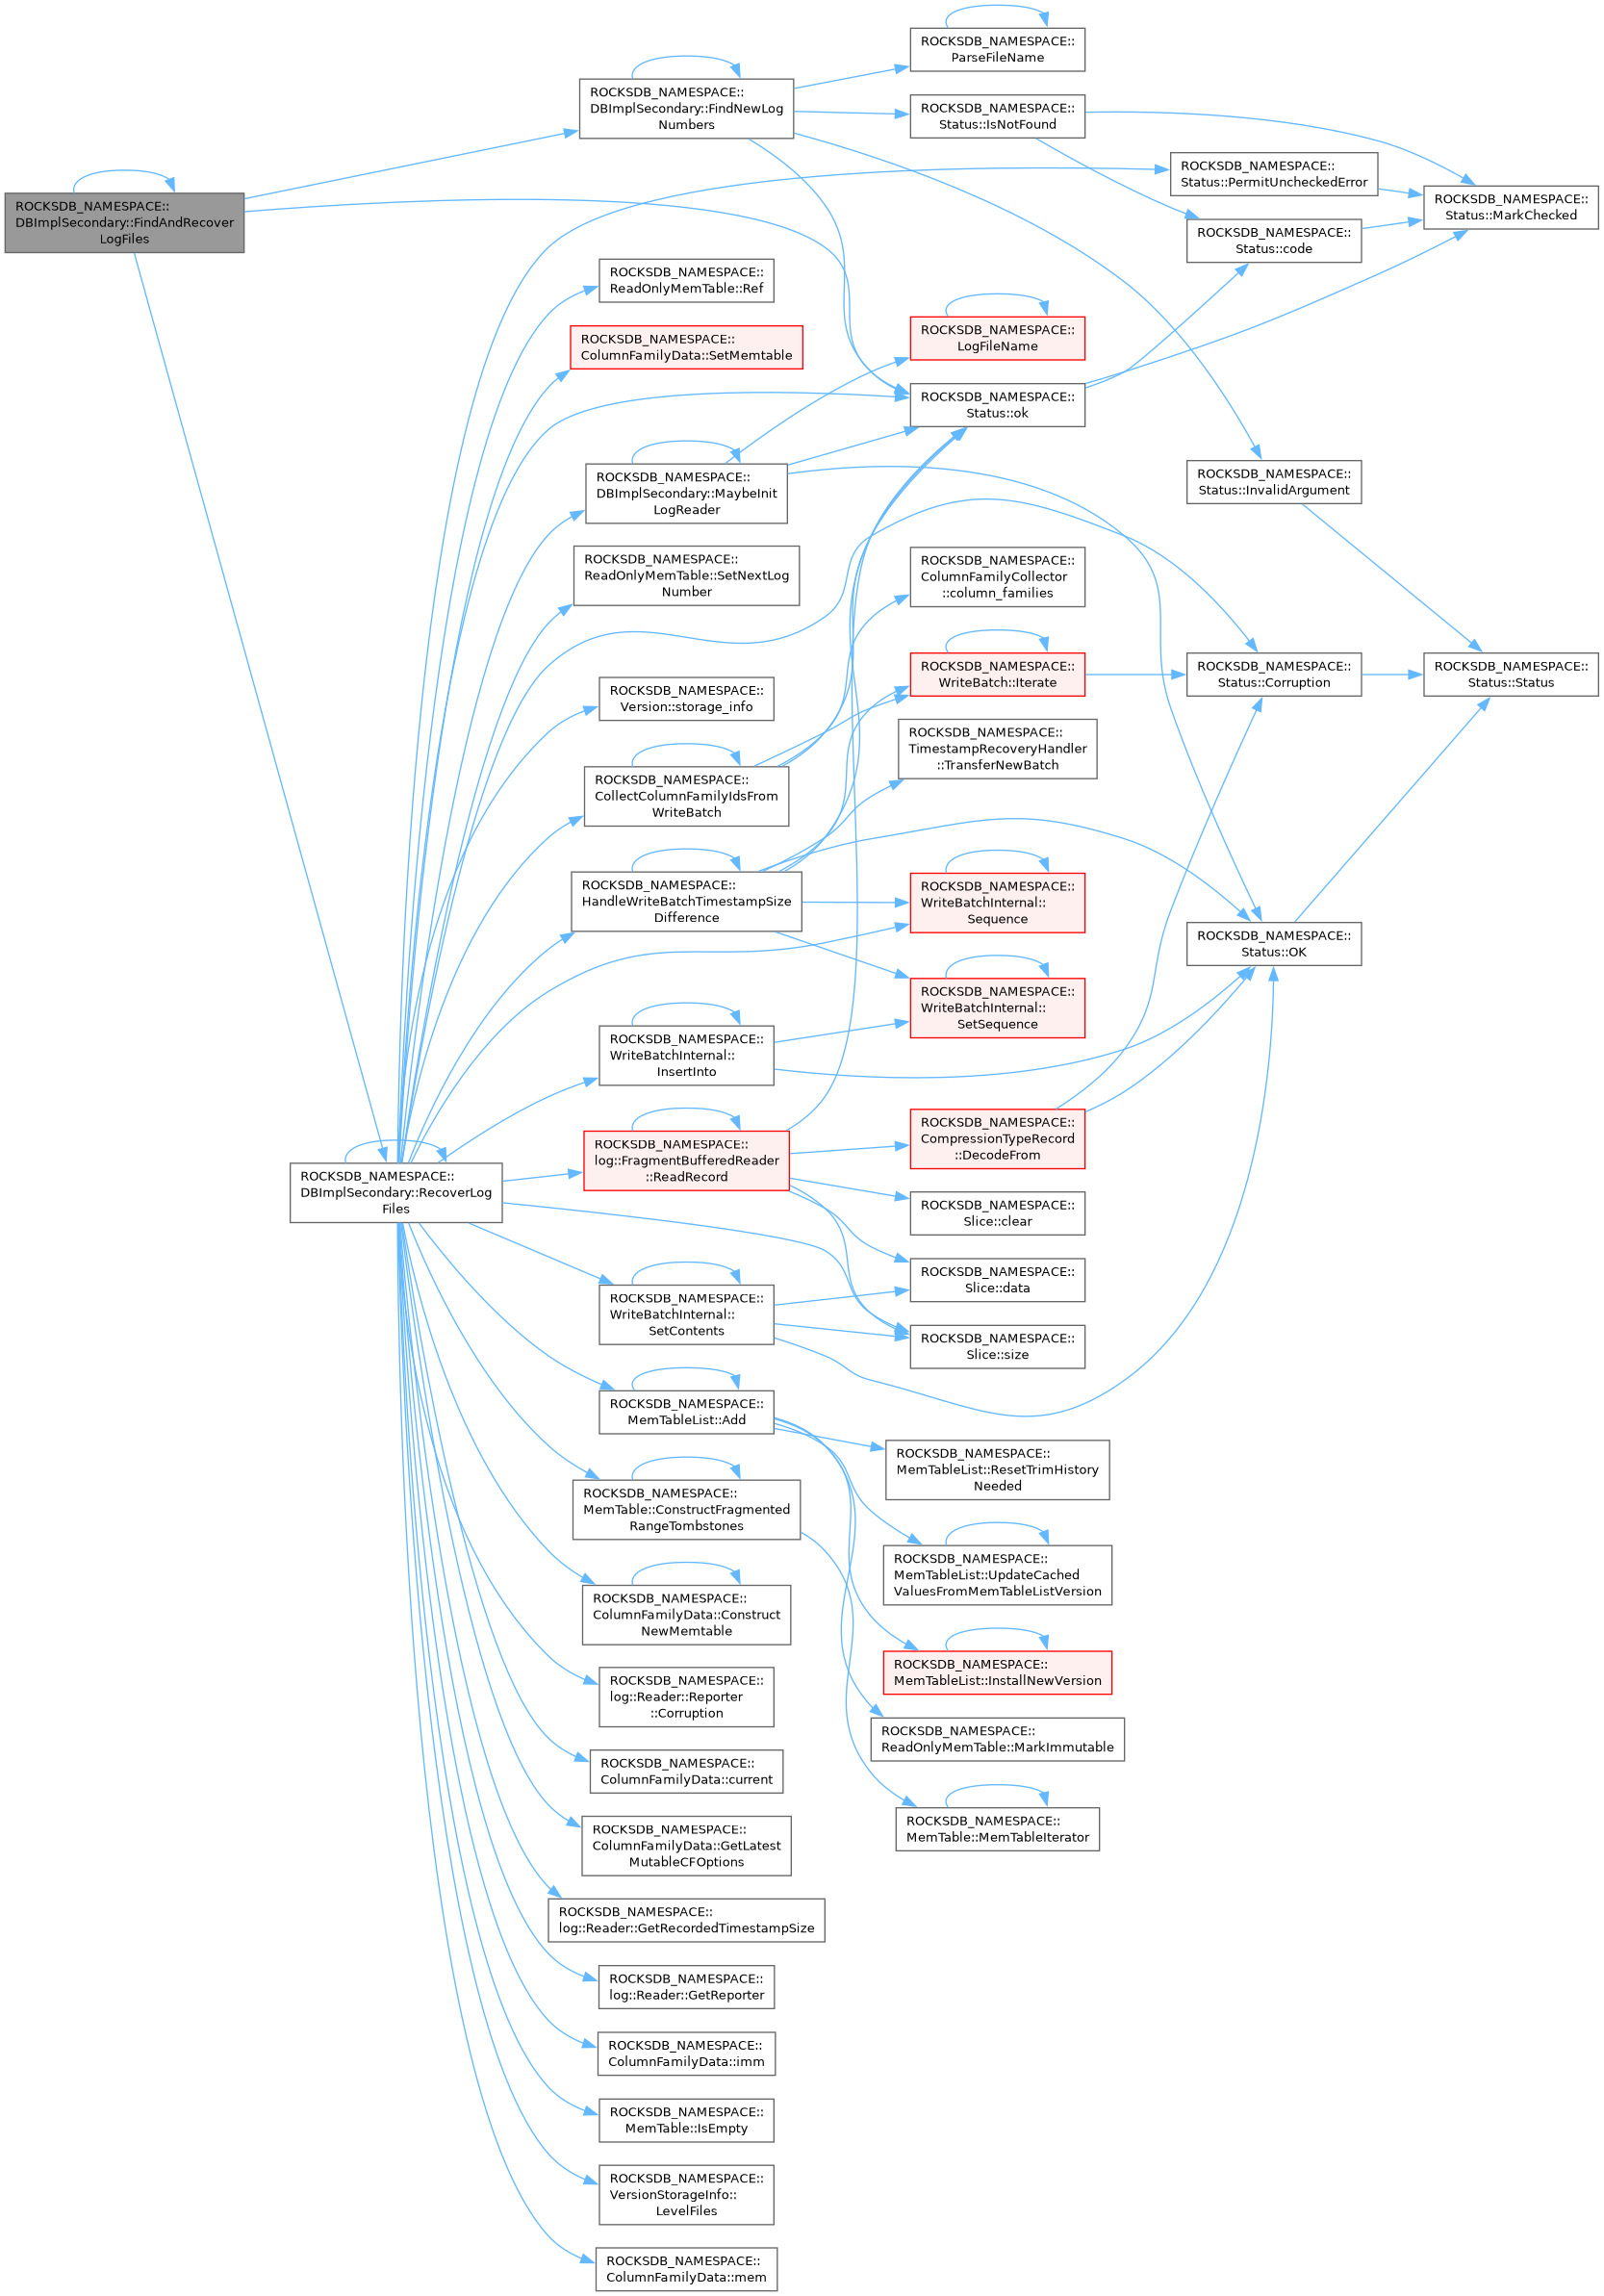 ROCKSDB_NAMESPACE::
DBImplSecondary::FindAndRecover
LogFiles
ROCKSDB_NAMESPACE::
DBImplSecondary::FindNewLog
Numbers
ROCKSDB_NAMESPACE::
DBImplSecondary::RecoverLog
Files
ROCKSDB_NAMESPACE::
ReadOnlyMemTable::Ref
ROCKSDB_NAMESPACE::
ColumnFamilyData::SetMemtable
ROCKSDB_NAMESPACE::
DBImplSecondary::MaybeInit
LogReader
ROCKSDB_NAMESPACE::
ReadOnlyMemTable::SetNextLog
Number
ROCKSDB_NAMESPACE::
Version::storage_info
ROCKSDB_NAMESPACE::
CollectColumnFamilyIdsFrom
WriteBatch
ROCKSDB_NAMESPACE::
HandleWriteBatchTimestampSize
Difference
ROCKSDB_NAMESPACE::
WriteBatchInternal::
InsertInto
ROCKSDB_NAMESPACE::
log::FragmentBufferedReader
::ReadRecord
ROCKSDB_NAMESPACE::
WriteBatchInternal::
SetContents
ROCKSDB_NAMESPACE::
MemTableList::Add
ROCKSDB_NAMESPACE::
MemTable::ConstructFragmented
RangeTombstones
ROCKSDB_NAMESPACE::
ColumnFamilyData::Construct
NewMemtable
ROCKSDB_NAMESPACE::
log::Reader::Reporter
::Corruption
ROCKSDB_NAMESPACE::
ColumnFamilyData::current
ROCKSDB_NAMESPACE::
ColumnFamilyData::GetLatest
MutableCFOptions
ROCKSDB_NAMESPACE::
log::Reader::GetRecordedTimestampSize
ROCKSDB_NAMESPACE::
log::Reader::GetReporter
ROCKSDB_NAMESPACE::
ColumnFamilyData::imm
ROCKSDB_NAMESPACE::
MemTable::IsEmpty
ROCKSDB_NAMESPACE::
VersionStorageInfo::
LevelFiles
ROCKSDB_NAMESPACE::
ColumnFamilyData::mem
ROCKSDB_NAMESPACE::
ParseFileName
ROCKSDB_NAMESPACE::
Status::IsNotFound
ROCKSDB_NAMESPACE::
LogFileName
ROCKSDB_NAMESPACE::
Status::ok
ROCKSDB_NAMESPACE::
ColumnFamilyCollector
::column_families
ROCKSDB_NAMESPACE::
WriteBatch::Iterate
ROCKSDB_NAMESPACE::
TimestampRecoveryHandler
::TransferNewBatch
ROCKSDB_NAMESPACE::
WriteBatchInternal::
Sequence
ROCKSDB_NAMESPACE::
WriteBatchInternal::
SetSequence
ROCKSDB_NAMESPACE::
CompressionTypeRecord
::DecodeFrom
ROCKSDB_NAMESPACE::
Slice::clear
ROCKSDB_NAMESPACE::
Slice::data
ROCKSDB_NAMESPACE::
Slice::size
ROCKSDB_NAMESPACE::
MemTableList::ResetTrimHistory
Needed
ROCKSDB_NAMESPACE::
MemTableList::UpdateCached
ValuesFromMemTableListVersion
ROCKSDB_NAMESPACE::
MemTableList::InstallNewVersion
ROCKSDB_NAMESPACE::
ReadOnlyMemTable::MarkImmutable
ROCKSDB_NAMESPACE::
MemTable::MemTableIterator
ROCKSDB_NAMESPACE::
Status::PermitUncheckedError
ROCKSDB_NAMESPACE::
Status::code
ROCKSDB_NAMESPACE::
Status::InvalidArgument
ROCKSDB_NAMESPACE::
Status::Corruption
ROCKSDB_NAMESPACE::
Status::OK
ROCKSDB_NAMESPACE::
Status::MarkChecked
ROCKSDB_NAMESPACE::
Status::Status